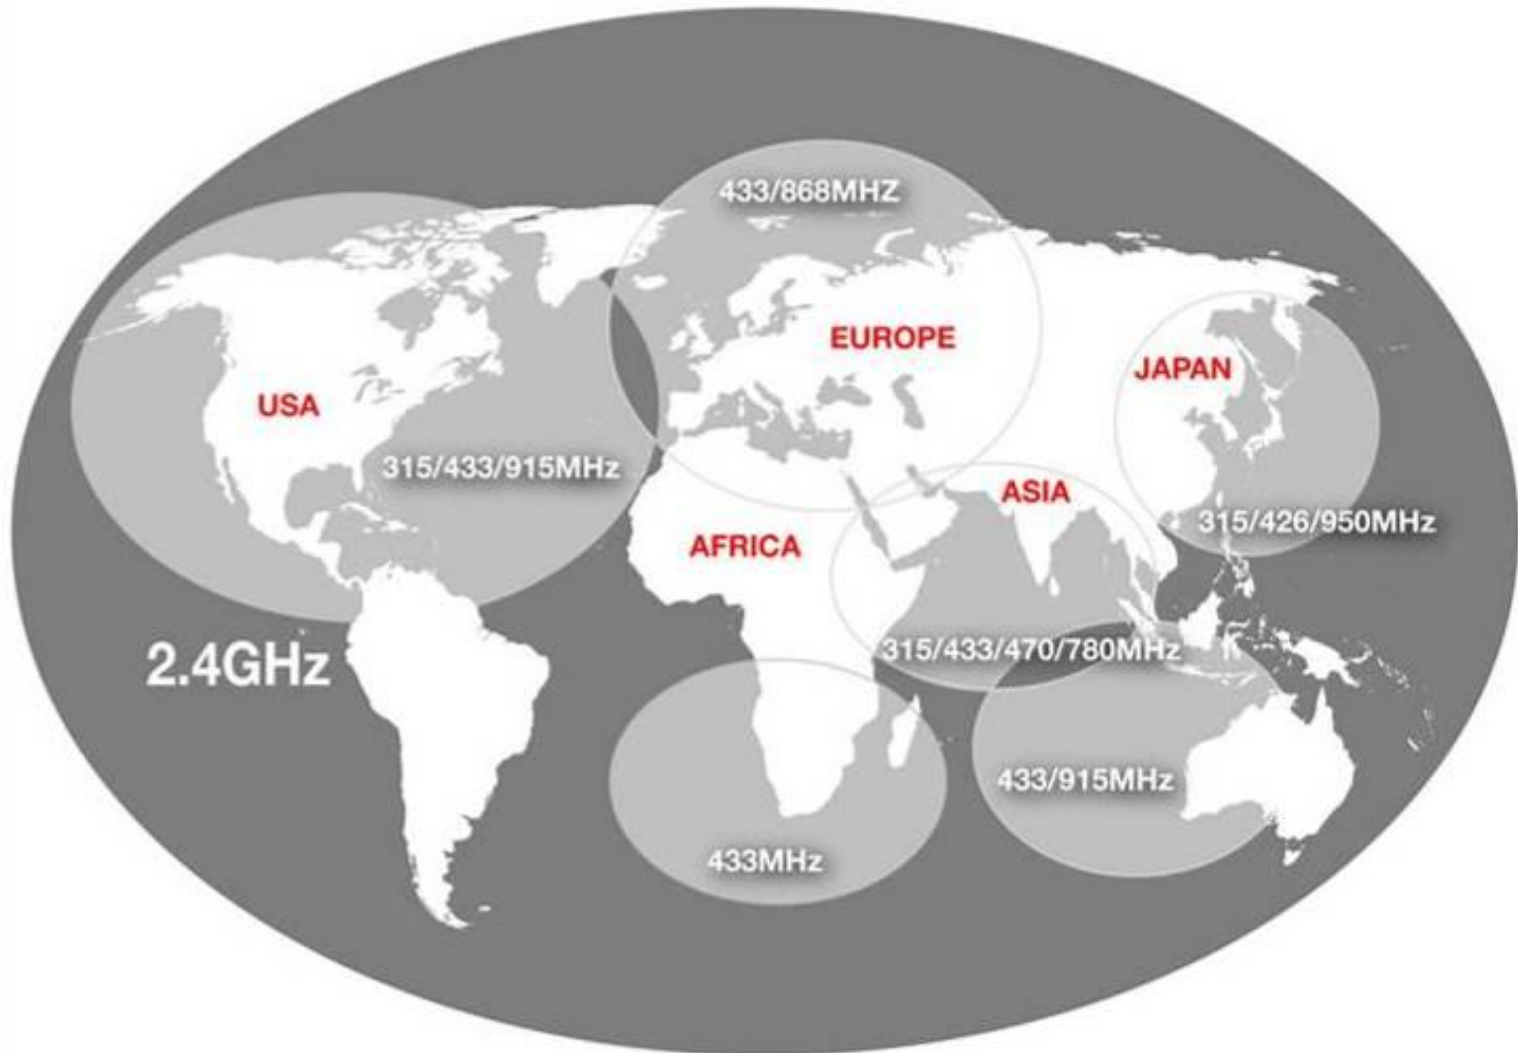 433/868MHZ
EUROPE
JAPAN
USA
315/433/915MHz
ASIA
315/426/950MHz
AFRICA
315/433/470/780MHz
2.4GHz
433/915MHz
433MHz